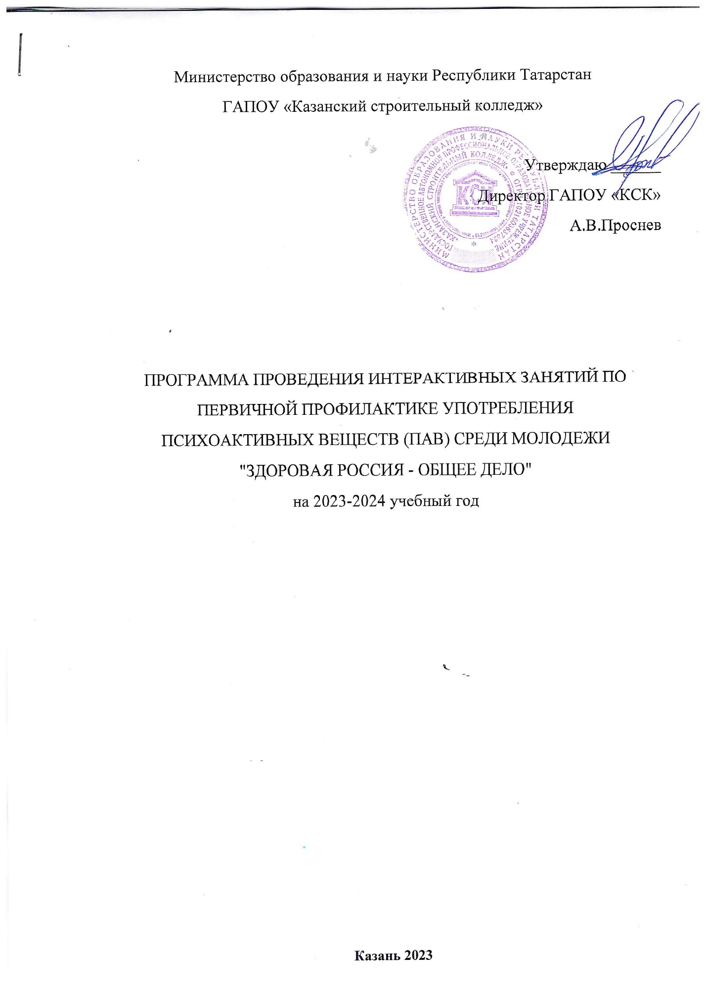 Министерство образования и науки Республики Татарстан
ГАПОУ «Казанский строительный колледж»
Утверждаю ______
Директор ГАПОУ «КСК»
А.В.Проснев
МИНИСТЕРСТВО ОБРАЗОВАНИЯ И НАУКИ РЕСПУБЛИКИ ТАТАРСТАН
ГОСУДАРСТВЕННОЕ АВТОНОМНОЕ ПРОФЕССИОНАЛЬНОЕ ОБРАЗОВАТЕЛЬНОЕ УЧРЕЖДЕНИЕ
«КАЗАНСКИЙ СТРОИТЕЛЬНЫЙ КОЛЛЕДЖ» * ОГРН 1021603637624
КСК
ПРОГРАММА ПРОВЕДЕНИЯ ИНТЕРАКТИВНЫХ ЗАНЯТИЙ ПО
ПЕРВИЧНОЙ ПРОФИЛАКТИКЕ УПОТРЕБЛЕНИЯ
ПСИХОАКТИВНЫХ ВЕЩЕСТВ (ПАВ) СРЕДИ МОЛОДЕЖИ
"ЗДОРОВАЯ РОССИЯ - ОБЩЕЕ ДЕЛО"
на 2023-2024 учебный год
Казань 2023